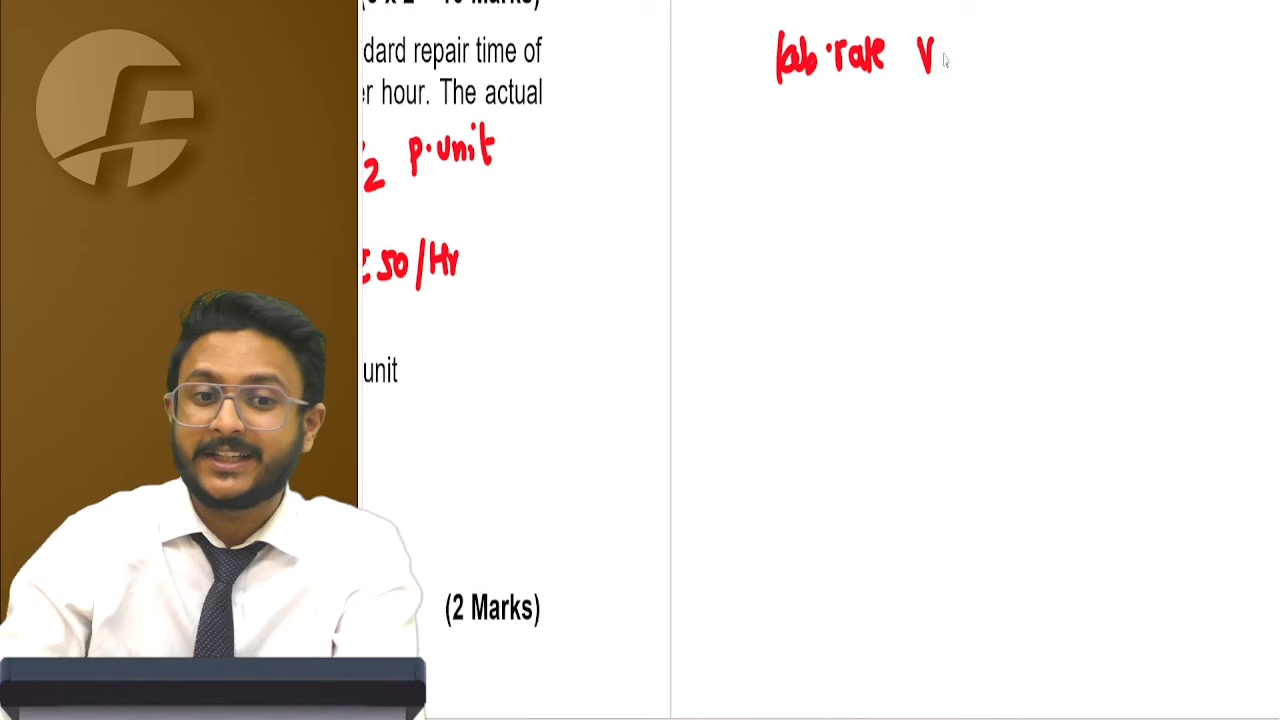 dard repair time of
er hour. The actual
2 p.unit
50/Hr
unit
(2 Marks)
lab.rate V